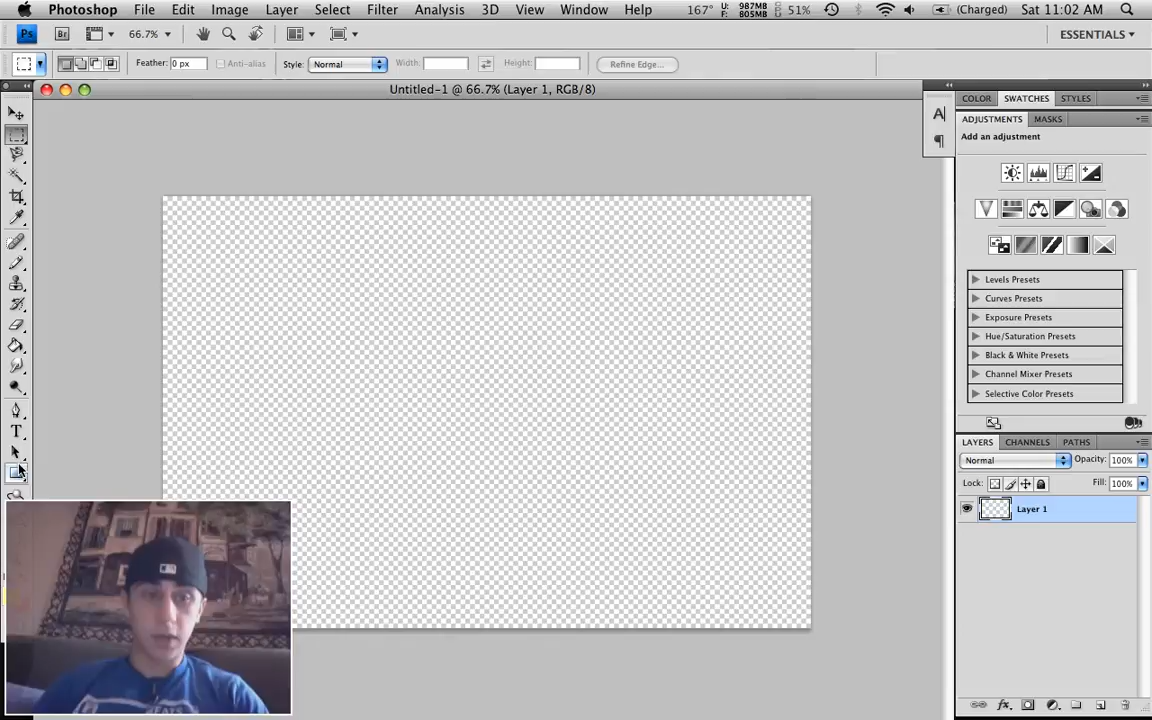 Photoshop File Edit Image Layer Select Filter Analysis 3D View Window Help 167° U: 987MB F: 805MB 51% (Charged) Sat 11:02 AM
Ps Br 66.7% ESSENTIALS
Feather: 0 px Anti-alias Style: Normal Width: Height: Refine Edge...
Untitled-1 @ 66.7% (Layer 1, RGB/8)
COLOR SWATCHES STYLES
ADJUSTMENTS MASKS
Add an adjustment
Levels Presets
Curves Presets
Exposure Presets
Hue/Saturation Presets
Black & White Presets
Channel Mixer Presets
Selective Color Presets
LAYERS CHANNELS PATHS
Normal Opacity: 100%
Lock: Fill: 100%
Layer 1